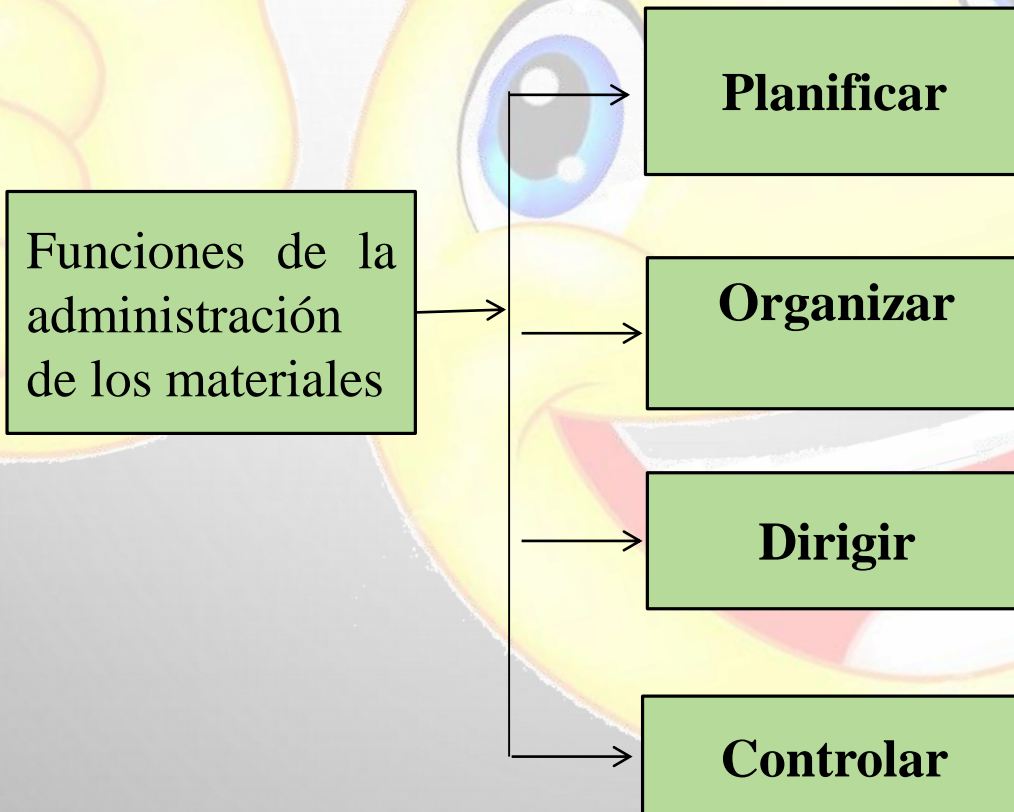 Funciones de la
administración
de los materiales
Planificar
Organizar
Dirigir
Controlar